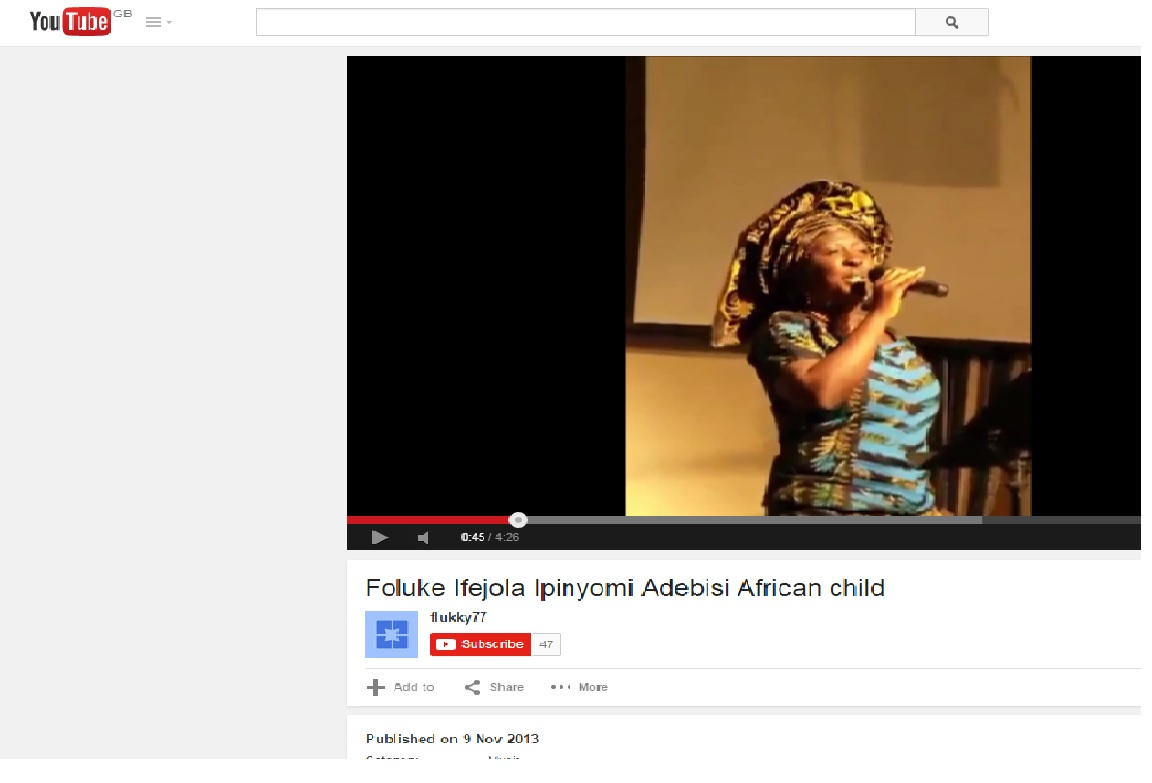 YouTube GB
0:45 / 4:26
Foluke Ifejola Ipinyomi Adebisi African child
flukky77
Subscribe 47
Add to Share More
Published on 9 Nov 2013